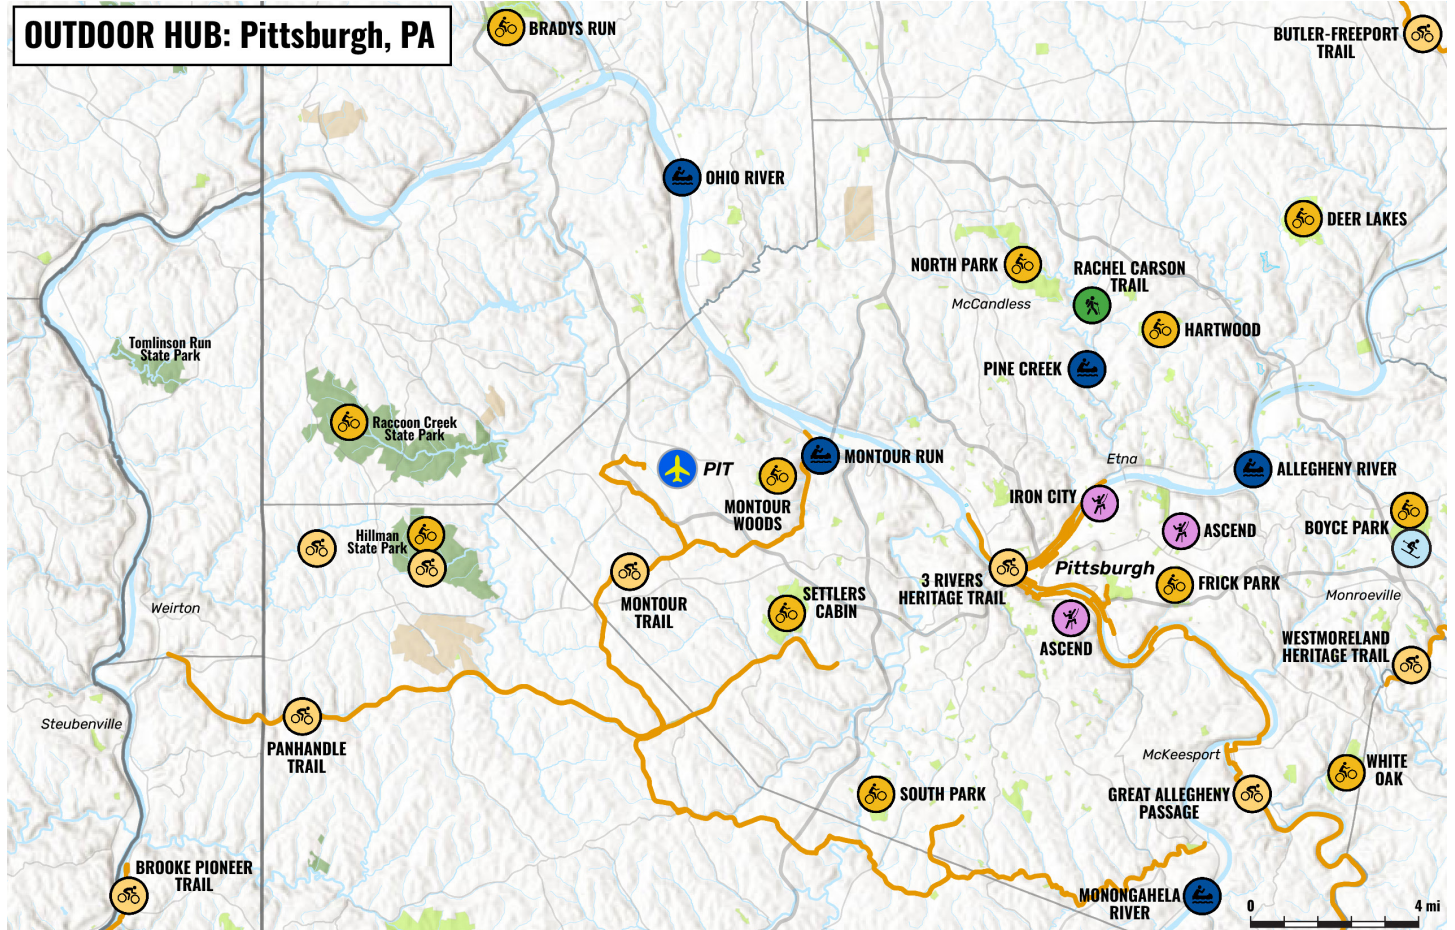 OUTDOOR HUB: Pittsburgh, PA
BRADYS RUN
BUTLER-FREEPORT
TRAIL
OHIO RIVER
DEER LAKES
NORTH PARK
RACHEL CARSON
TRAIL
McCandless
HARTWOOD
Tomlinson Run
State Park
PINE CREEK
Raccoon Creek
State Park
PIT
MONTOUR RUN
Etna
ALLEGHENY RIVER
MONTOUR
WOODS
IRON CITY
ASCEND
BOYCE PARK
Hillman
State Park
Pittsburgh
3 RIVERS
HERITAGE TRAIL
FRICK PARK
Monroeville
SETTLERS
CABIN
MONTOUR
TRAIL
Weirton
ASCEND
WESTMORELAND
HERITAGE TRAIL
Steubenville
PANHANDLE
TRAIL
McKeesport
WHITE
OAK
SOUTH PARK
GREAT ALLEGHENY
PASSAGE
BROOKE PIONEER
TRAIL
MONONGAHELA
RIVER
0 4 mi